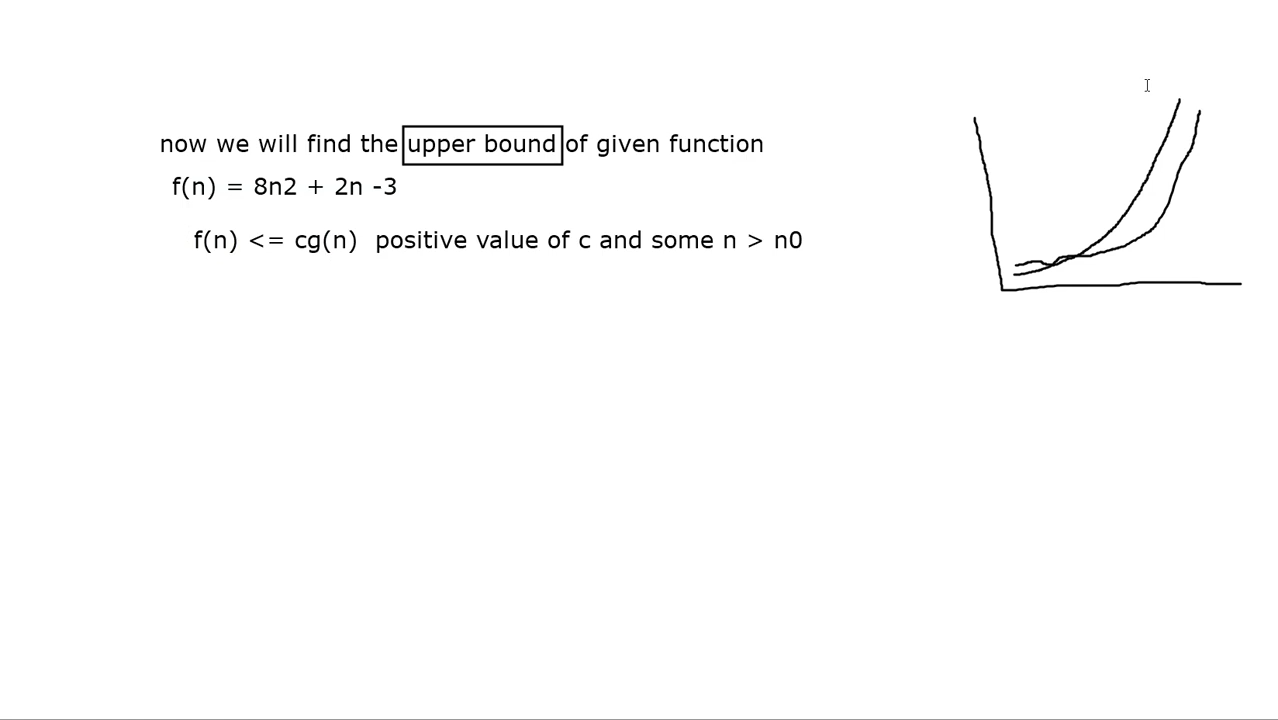 now we will find the upper bound of given function
f(n) = 8n2 + 2n -3
f(n) <= cg(n) positive value of c and some n > n0